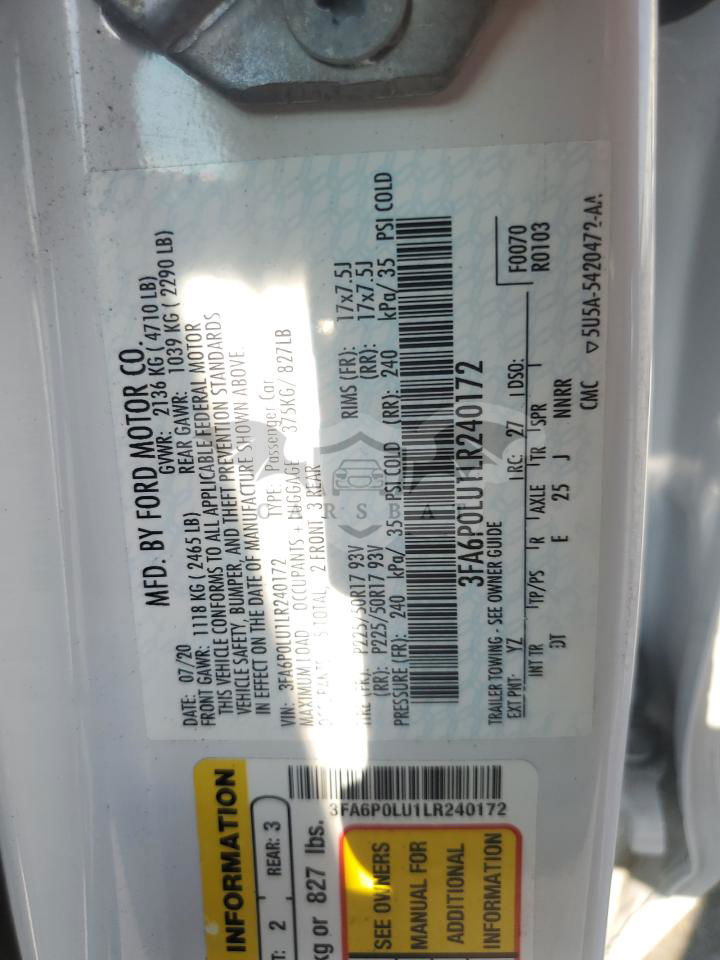 MFD. BY FORD MOTOR CO.
DATE: 07/20 GVWR: 2136 KG ( 4710 LB)
FRONT GAWR: 1118 KG ( 2465 LB) REAR GAWR: 1039 KG ( 2290 LB)
THIS VEHICLE CONFORMS TO ALL APPLICABLE FEDERAL MOTOR
VEHICLE SAFETY, BUMPER, AND THEFT PREVENTION STANDARDS
IN EFFECT ON THE DATE OF MANUFACTURE SHOWN ABOVE.
VIN: 3FA6P0LU1LR240172 TYPE: Passenger Car
MAXIMUM LOAD OCCUPANTS + LUGGAGE 375KG/ 827LB
5 TOTAL, 2 FRONT, 3 REAR
(FR): P225/50R17 93V RIMS (FR): 17x7.5J
(RR): P225/50R17 93V (RR): 17x7.5J
PRESSURE (FR): 240 kPa/ 35 PSI COLD (RR): 240 kPa/ 35 PSI COLD
3FA6P0LU1LR240172
TRAILER TOWING - SEE OWNER GUIDE
EXT PNT: YZ RC: 27 DSO: F0070
R0103
INT TR TP/PS R AXLE TR SPR
DT E 25 J NNRR
CMC ▽ 5U5A-5420472-AA
CARSBAT
INFORMATION
2 REAR: 3
kg or 827 lbs.
3FA6P0LU1LR240172
SEE OWNERS
MANUAL FOR
ADDITIONAL
INFORMATION